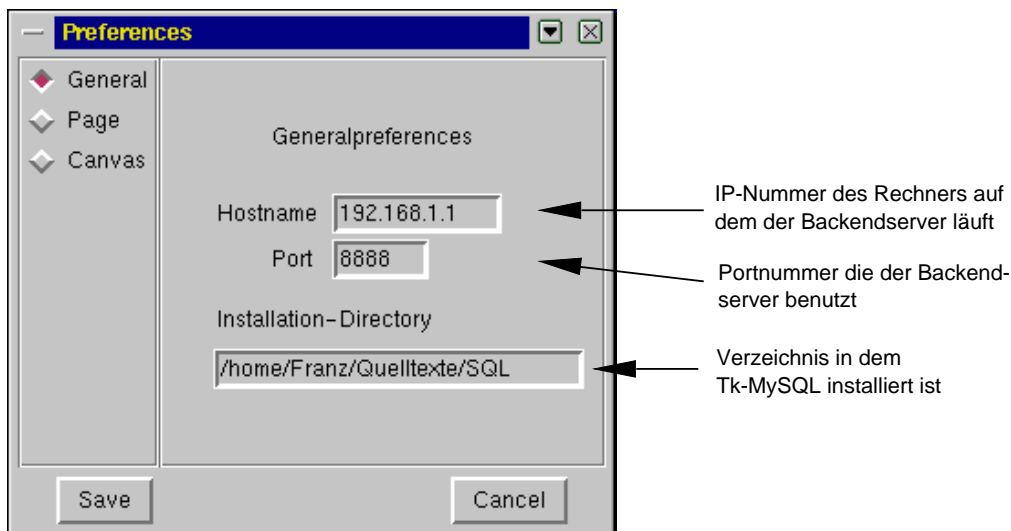 Preferences
General
Page
Canvas
Generalpreferences
Hostname 192.168.1.1
Port 8888
Installation-Directory
/home/Franz/Quelltexte/SQL
Save
Cancel
IP-Nummer des Rechners auf
dem der Backendserver läuft
Portnummer die der Backend-
server benutzt
Verzeichnis in dem
Tk-MySQL installiert ist